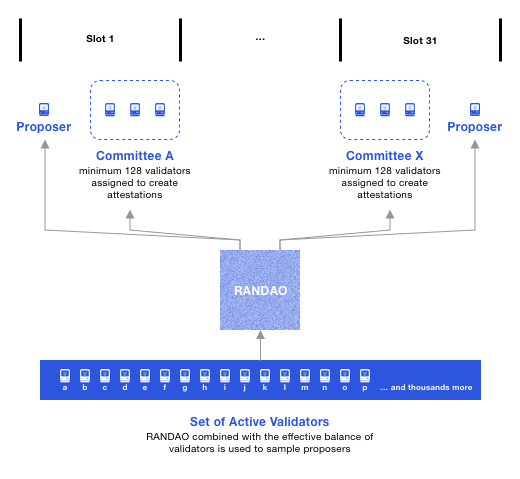 Slot 1
...
Slot 31
Proposer
Proposer
Committee A
minimum 128 validators
assigned to create
attestations
Committee X
minimum 128 validators
assigned to create
attestations
RANDAO
a b c d e f g h i j k l m n o p ... and thousands more
Set of Active Validators
RANDAO combined with the effective balance of
validators is used to sample proposers